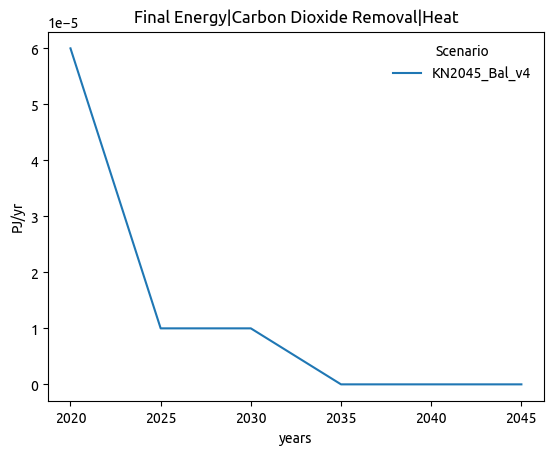 Final Energy|Carbon Dioxide Removal|Heat
1e−5
Scenario
KN2045_Bal_v4
6
5
4
3
2
1
0
PJ/yr
2020 2025 2030 2035 2040 2045
years